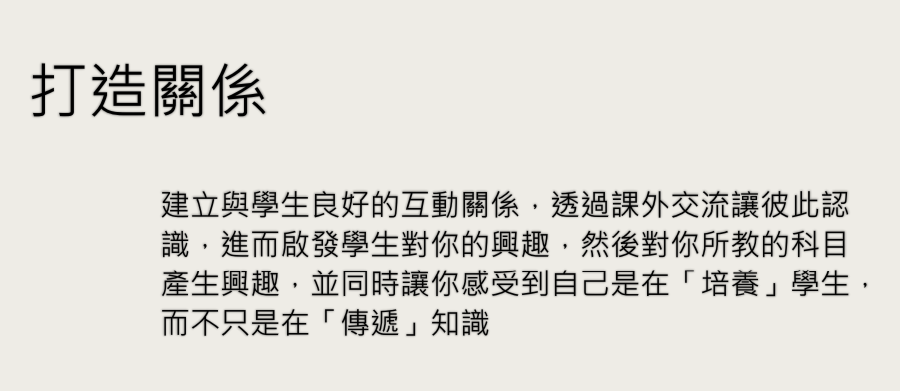 打造關係
建立與學生良好的互動關係，透過課外交流讓彼此認
識，進而啟發學生對你的興趣，然後對你所教的科目
產生興趣，並同時讓你感受到自己是在「培養」學生，
而不只是在「傳遞」知識